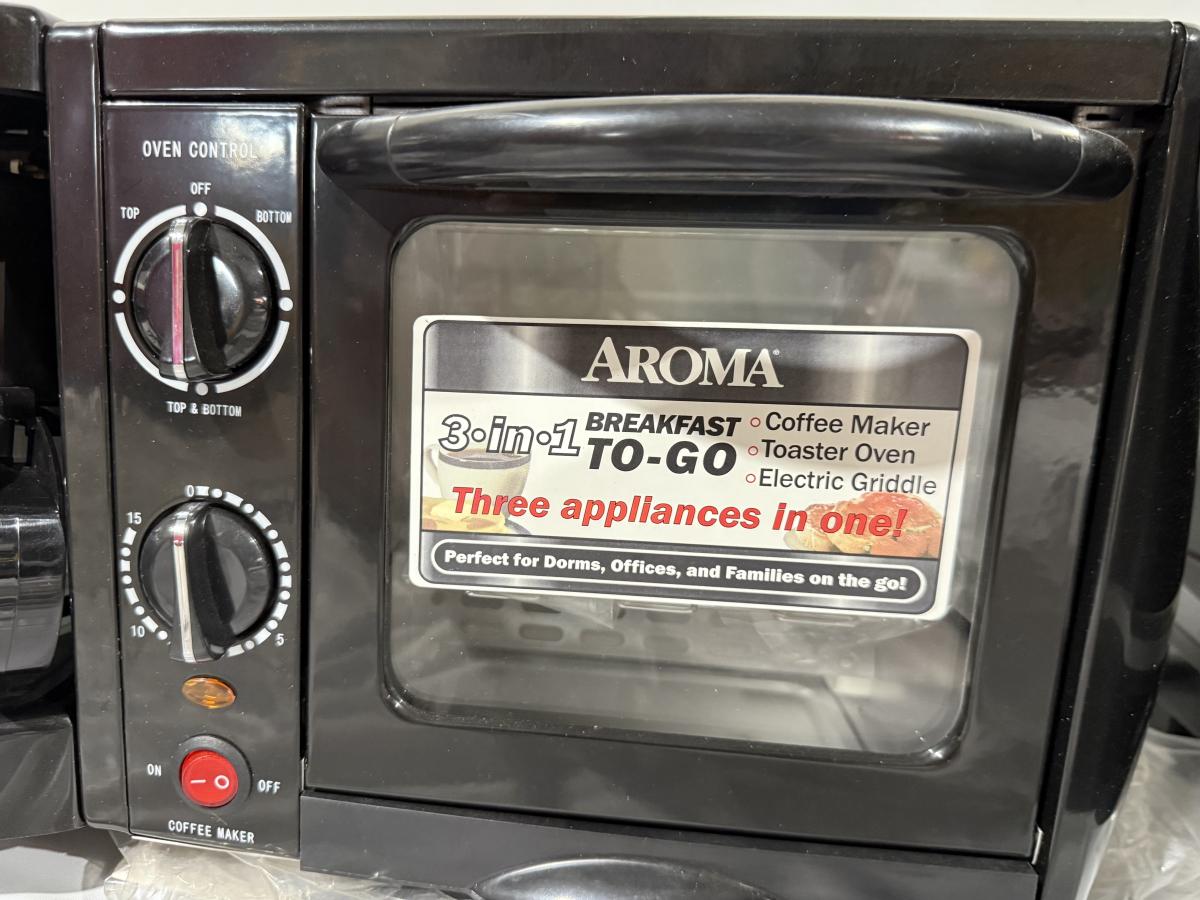 OVEN CONTROL
OFF
TOP
BOTTOM
TOP & BOTTOM
0
15
10
5
ON
OFF
COFFEE MAKER
AROMA®
3•in•1 BREAKFAST TO-GO
○ Coffee Maker
○ Toaster Oven
○ Electric Griddle
Three appliances in one!
Perfect for Dorms, Offices, and Families on the go!